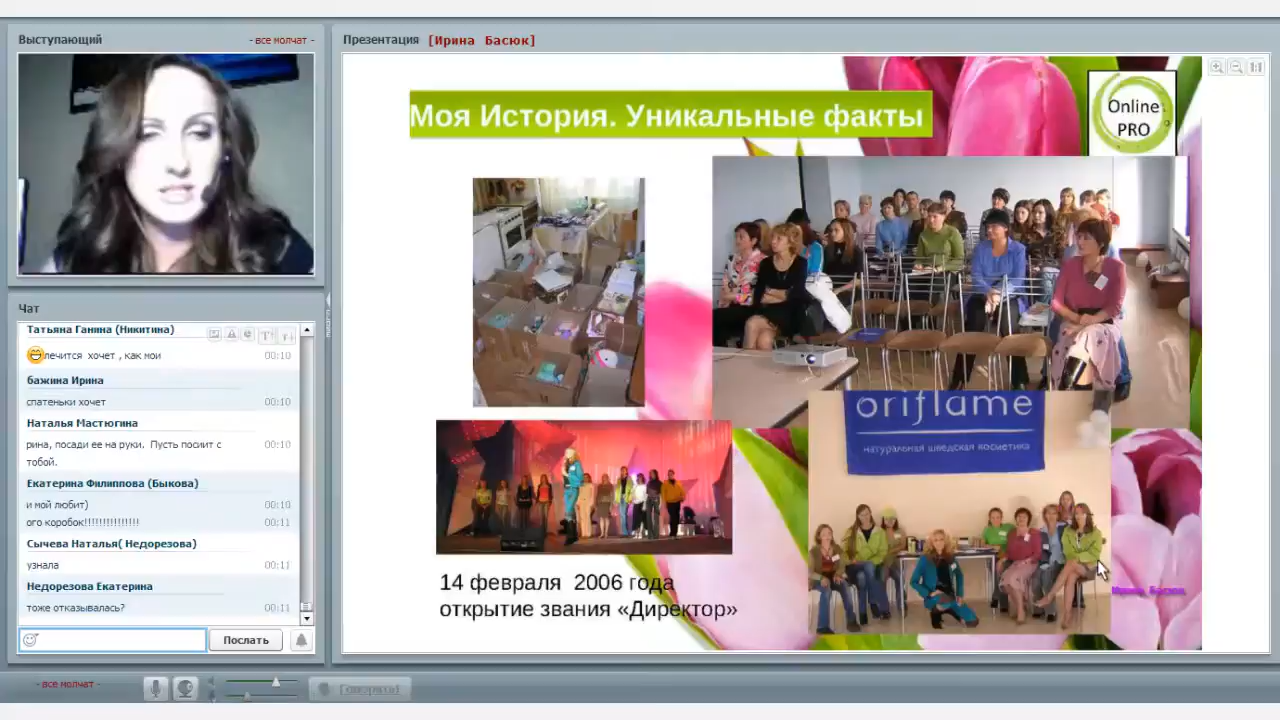 Выступающий
- все молчат -
Чат
Татьяна Ганина (Никитина)
лечится хочет , как мои
00:10
бажина Ирина
спатеньки хочет
00:10
Наталья Мастюгина
рина, посади ее на руки. Пусть посиит с
00:10
тобой.
Екатерина Филиппова (Быкова)
и мой любит)
00:10
ого коробок!!!!!!!!!!!!!!!
00:11
Сычева Наталья( Недорезова)
узнала
00:11
Недорезова Екатерина
тоже отказывалась?
00:11
Послать
- все молчат -
Говорить!
Презентация [Ирина Басюк]
Моя История. Уникальные факты
Online
PRO
oriflame
натуральная шведская косметика
14 февраля 2006 года
открытие звания «Директор»
Ирина Басюк